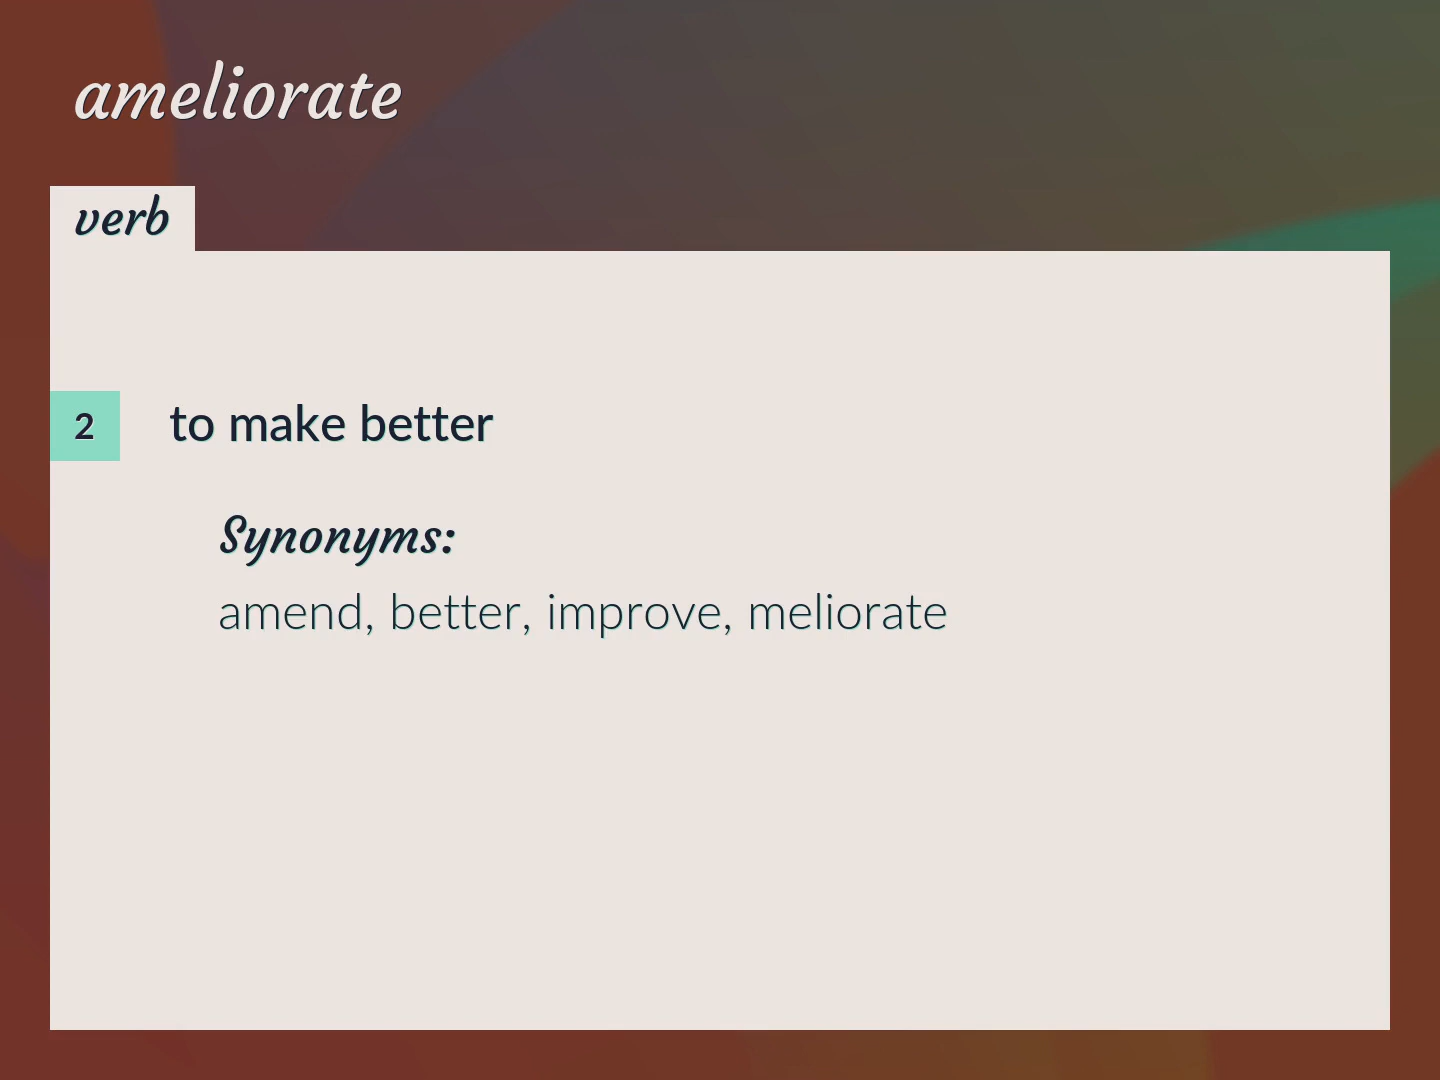 ameliorate
verb
2 to make better
Synonyms:
amend, better, improve, meliorate